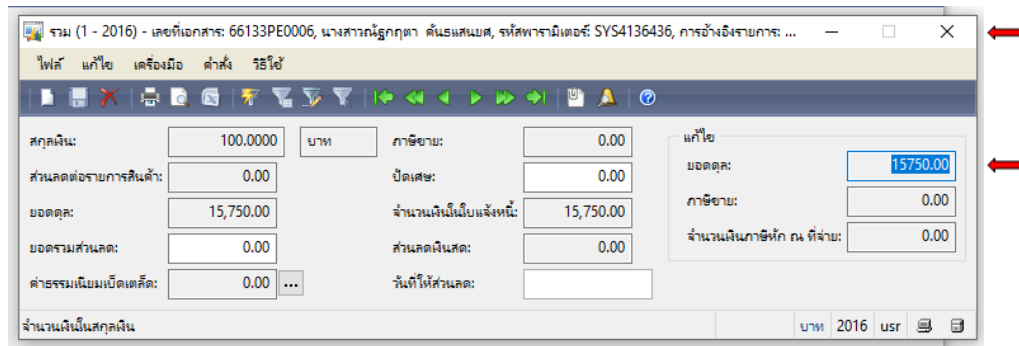 รวม (1 - 2016) - เลขที่เอกสาร: 66133PE0006, นางสาวณัฐกฤตา ต้นธแสนยศ, รหัสพารามิเตอร์: SYS4136436, การอ้างอิงรายการ: ...
ไฟล์ แก้ไข เครื่องมือ คำสั่ง วิธีใช้
สกุลเงิน: 100.0000 บาท ภาษีขาย: 0.00 แก้ไข
ส่วนลดต่อรายการสินค้า: 0.00 ปัดเศษ: 0.00 ยอดดุล: 15750.00
ยอดดุล: 15,750.00 จำนวนเงินในใบแจ้งหนี้: 15,750.00 ภาษีขาย: 0.00
ยอดรวมส่วนลด: 0.00 ส่วนลดเงินสด: 0.00 จำนวนเงินภาษีหัก ณ ที่จ่าย: 0.00
ค่าธรรมเนียมเบ็ดเตล็ด: 0.00 ... วันที่ให้ส่วนลด:
จำนวนเงินในสกุลเงิน บาท 2016 usr